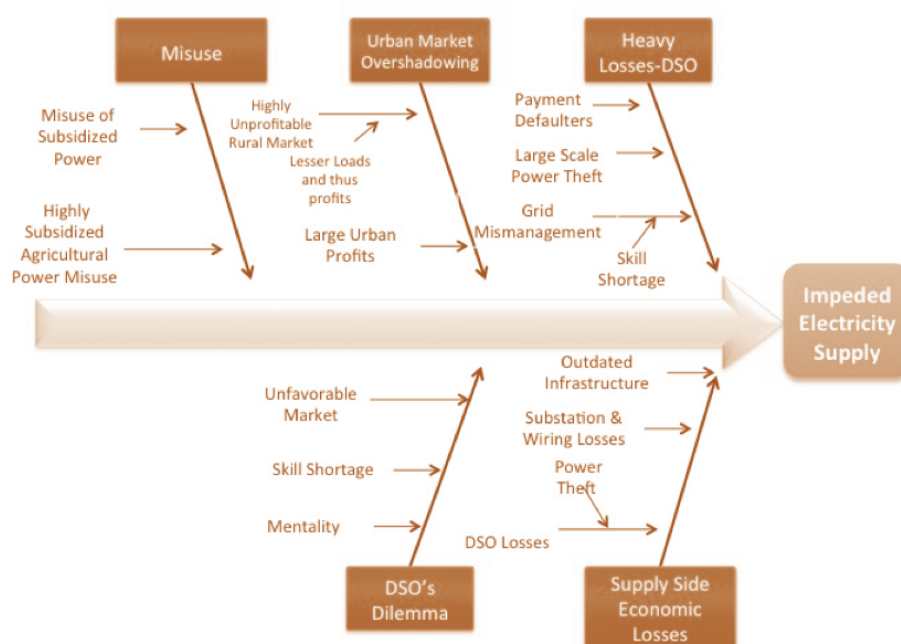 Misuse
Urban Market
Overshadowing
Heavy
Losses-DSO
Misuse of
Subsidized
Power
Highly
Subsidized
Agricultural
Power Misuse
Highly
Unprofitable
Rural Market
Lesser Loads
and thus
profits
Large Urban
Profits
Payment
Defaulters
Large Scale
Power Theft
Grid
Mismanagement
Skill
Shortage
Impeded
Electricity
Supply
Unfavorable
Market
Skill Shortage
Mentality
Outdated
Infrastructure
Substation &
Wiring Losses
Power
Theft
DSO Losses
DSO's
Dilemma
Supply Side
Economic
Losses